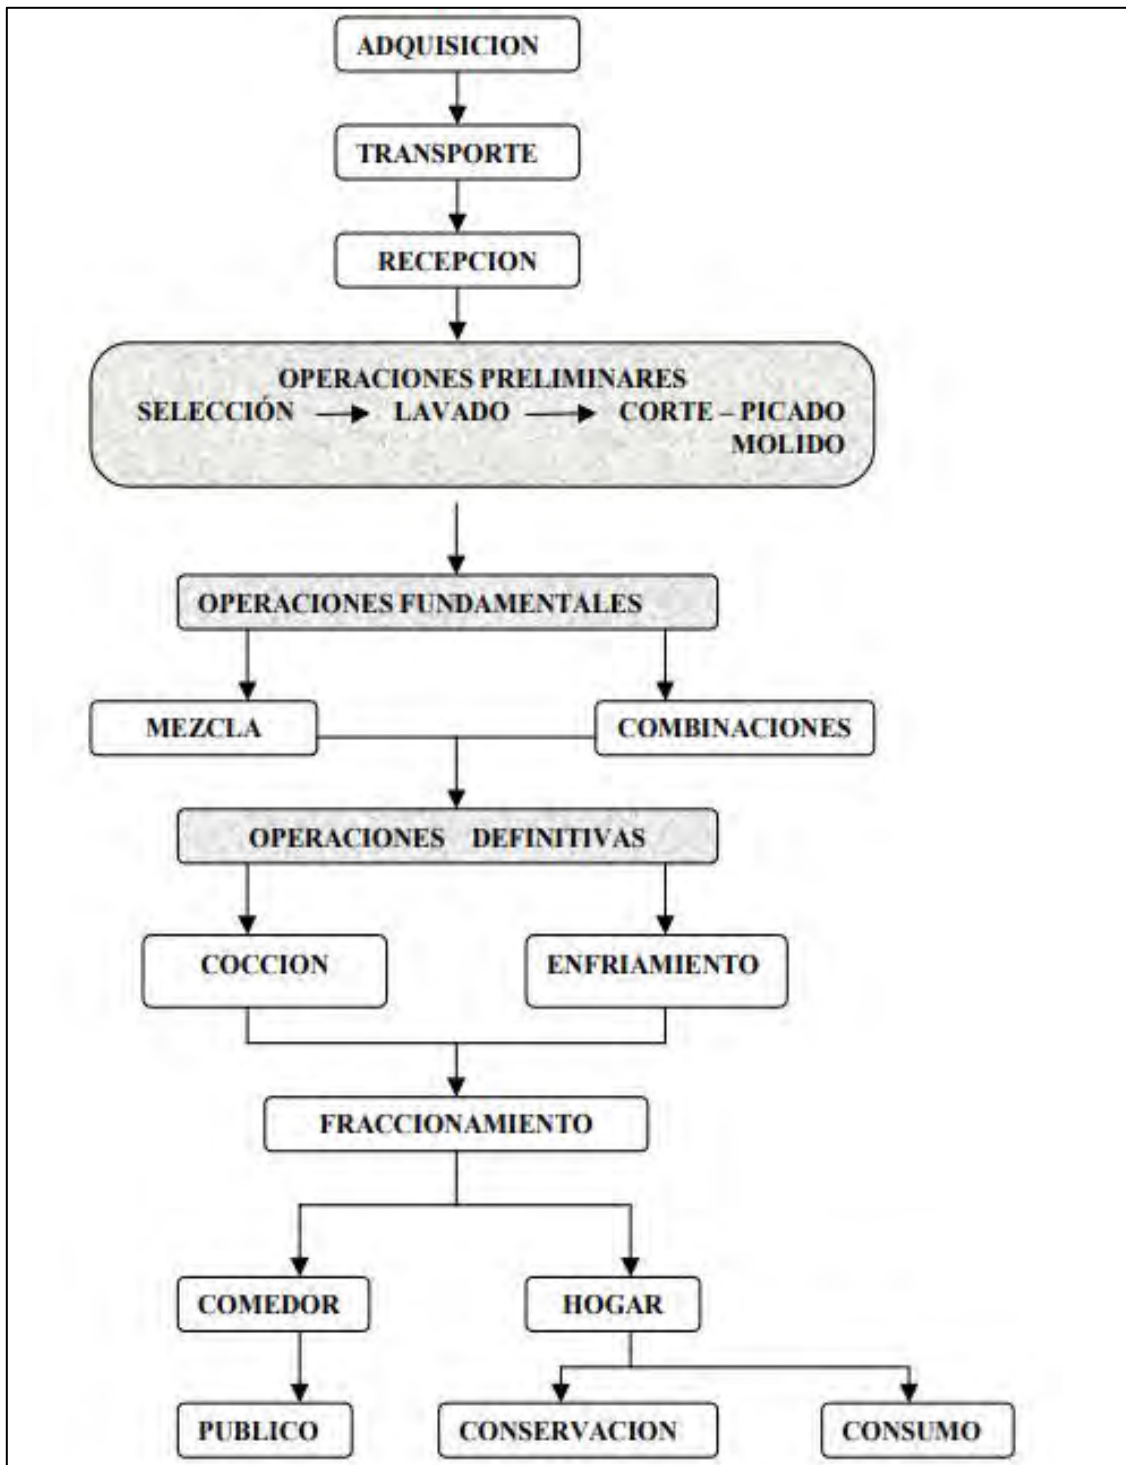 ADQUISICION
TRANSPORTE
RECEPCION
OPERACIONES PRELIMINARES
SELECCIÓN LAVADO CORTE – PICADO
MOLIDO
OPERACIONES FUNDAMENTALES
MEZCLA COMBINACIONES
OPERACIONES DEFINITIVAS
COCCION ENFRIAMIENTO
FRACCIONAMIENTO
COMEDOR HOGAR
PUBLICO CONSERVACION CONSUMO